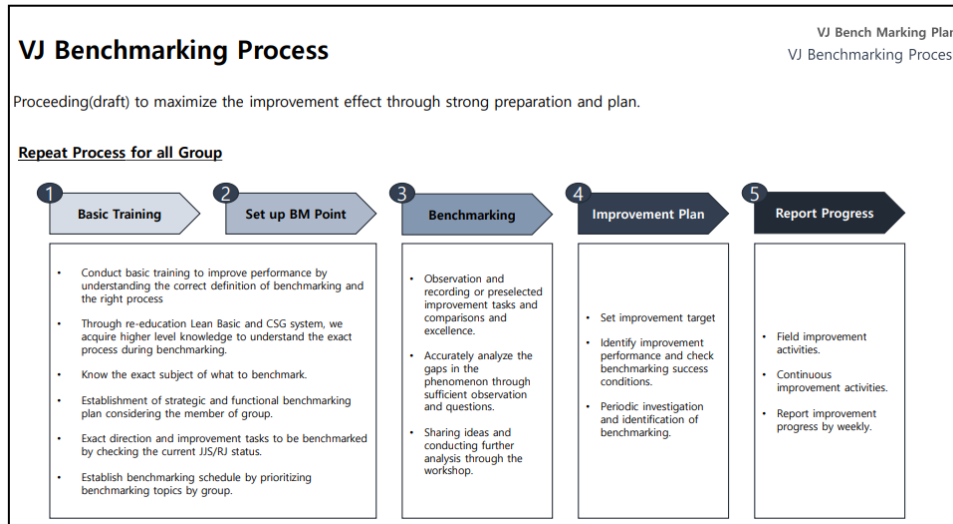 VJ Benchmarking Process
VJ Bench Marking Plan
VJ Benchmarking Proces
Proceeding(draft) to maximize the improvement effect through strong preparation and plan.
Repeat Process for all Group
1
Basic Training
2
Set up BM Point
3
Benchmarking
4
Improvement Plan
5
Report Progress
• Conduct basic training to improve performance by
understanding the correct definition of benchmarking and
the right process
• Through re-education Lean Basic and CSG system, we
acquire higher level knowledge to understand the exact
process during benchmarking.
• Know the exact subject of what to benchmark.
• Establishment of strategic and functional benchmarking
plan considering the member of group.
• Exact direction and improvement tasks to be benchmarked
by checking the current JJS/RJ status.
• Establish benchmarking schedule by prioritizing
benchmarking topics by group.
• Observation and
recording or preselected
improvement tasks and
comparisons and
excellence.
• Accurately analyze the
gaps in the
phenomenon through
sufficient observation
and questions.
• Sharing ideas and
conducting further
analysis through the
workshop.
• Set improvement target
• Identify improvement
performance and check
benchmarking success
conditions.
• Periodic investigation
and identification of
benchmarking.
• Field improvement
activities.
• Continuous
improvement activities.
• Report improvement
progress by weekly.